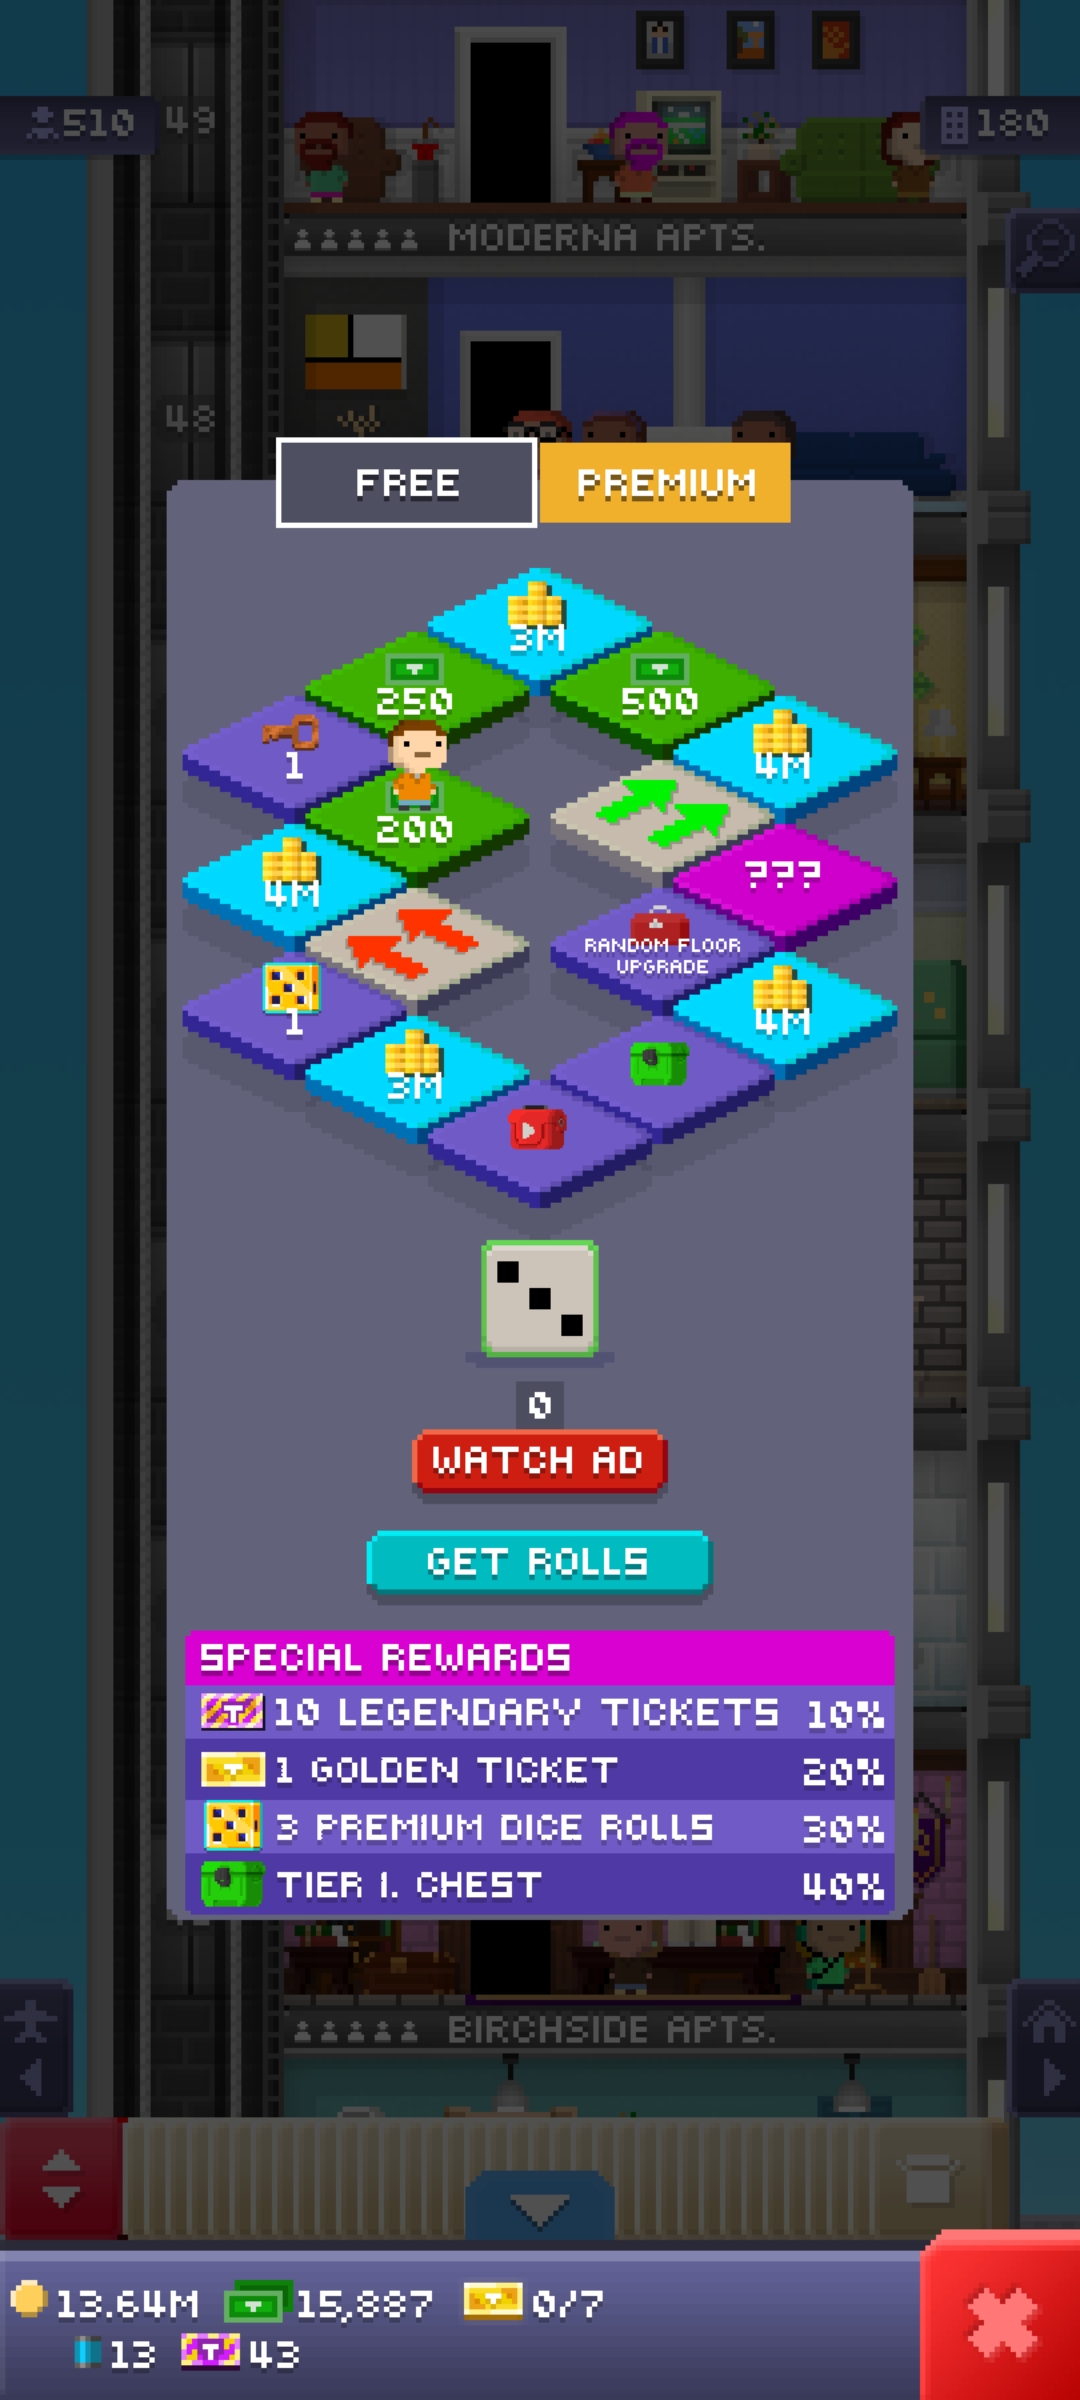 510
49
180
MODERNA APTS.
48
FREE
PREMIUM
3M
250
500
1
4M
200
4M
???
RANDOM FLOOR
UPGRADE
1
4M
3M
0
WATCH AD
GET ROLLS
SPECIAL REWARDS
10 LEGENDARY TICKETS 10%
1 GOLDEN TICKET 20%
3 PREMIUM DICE ROLLS 30%
TIER 1. CHEST 40%
BIRCHSIDE APTS.
13.64M 15,887 0/7
13 43